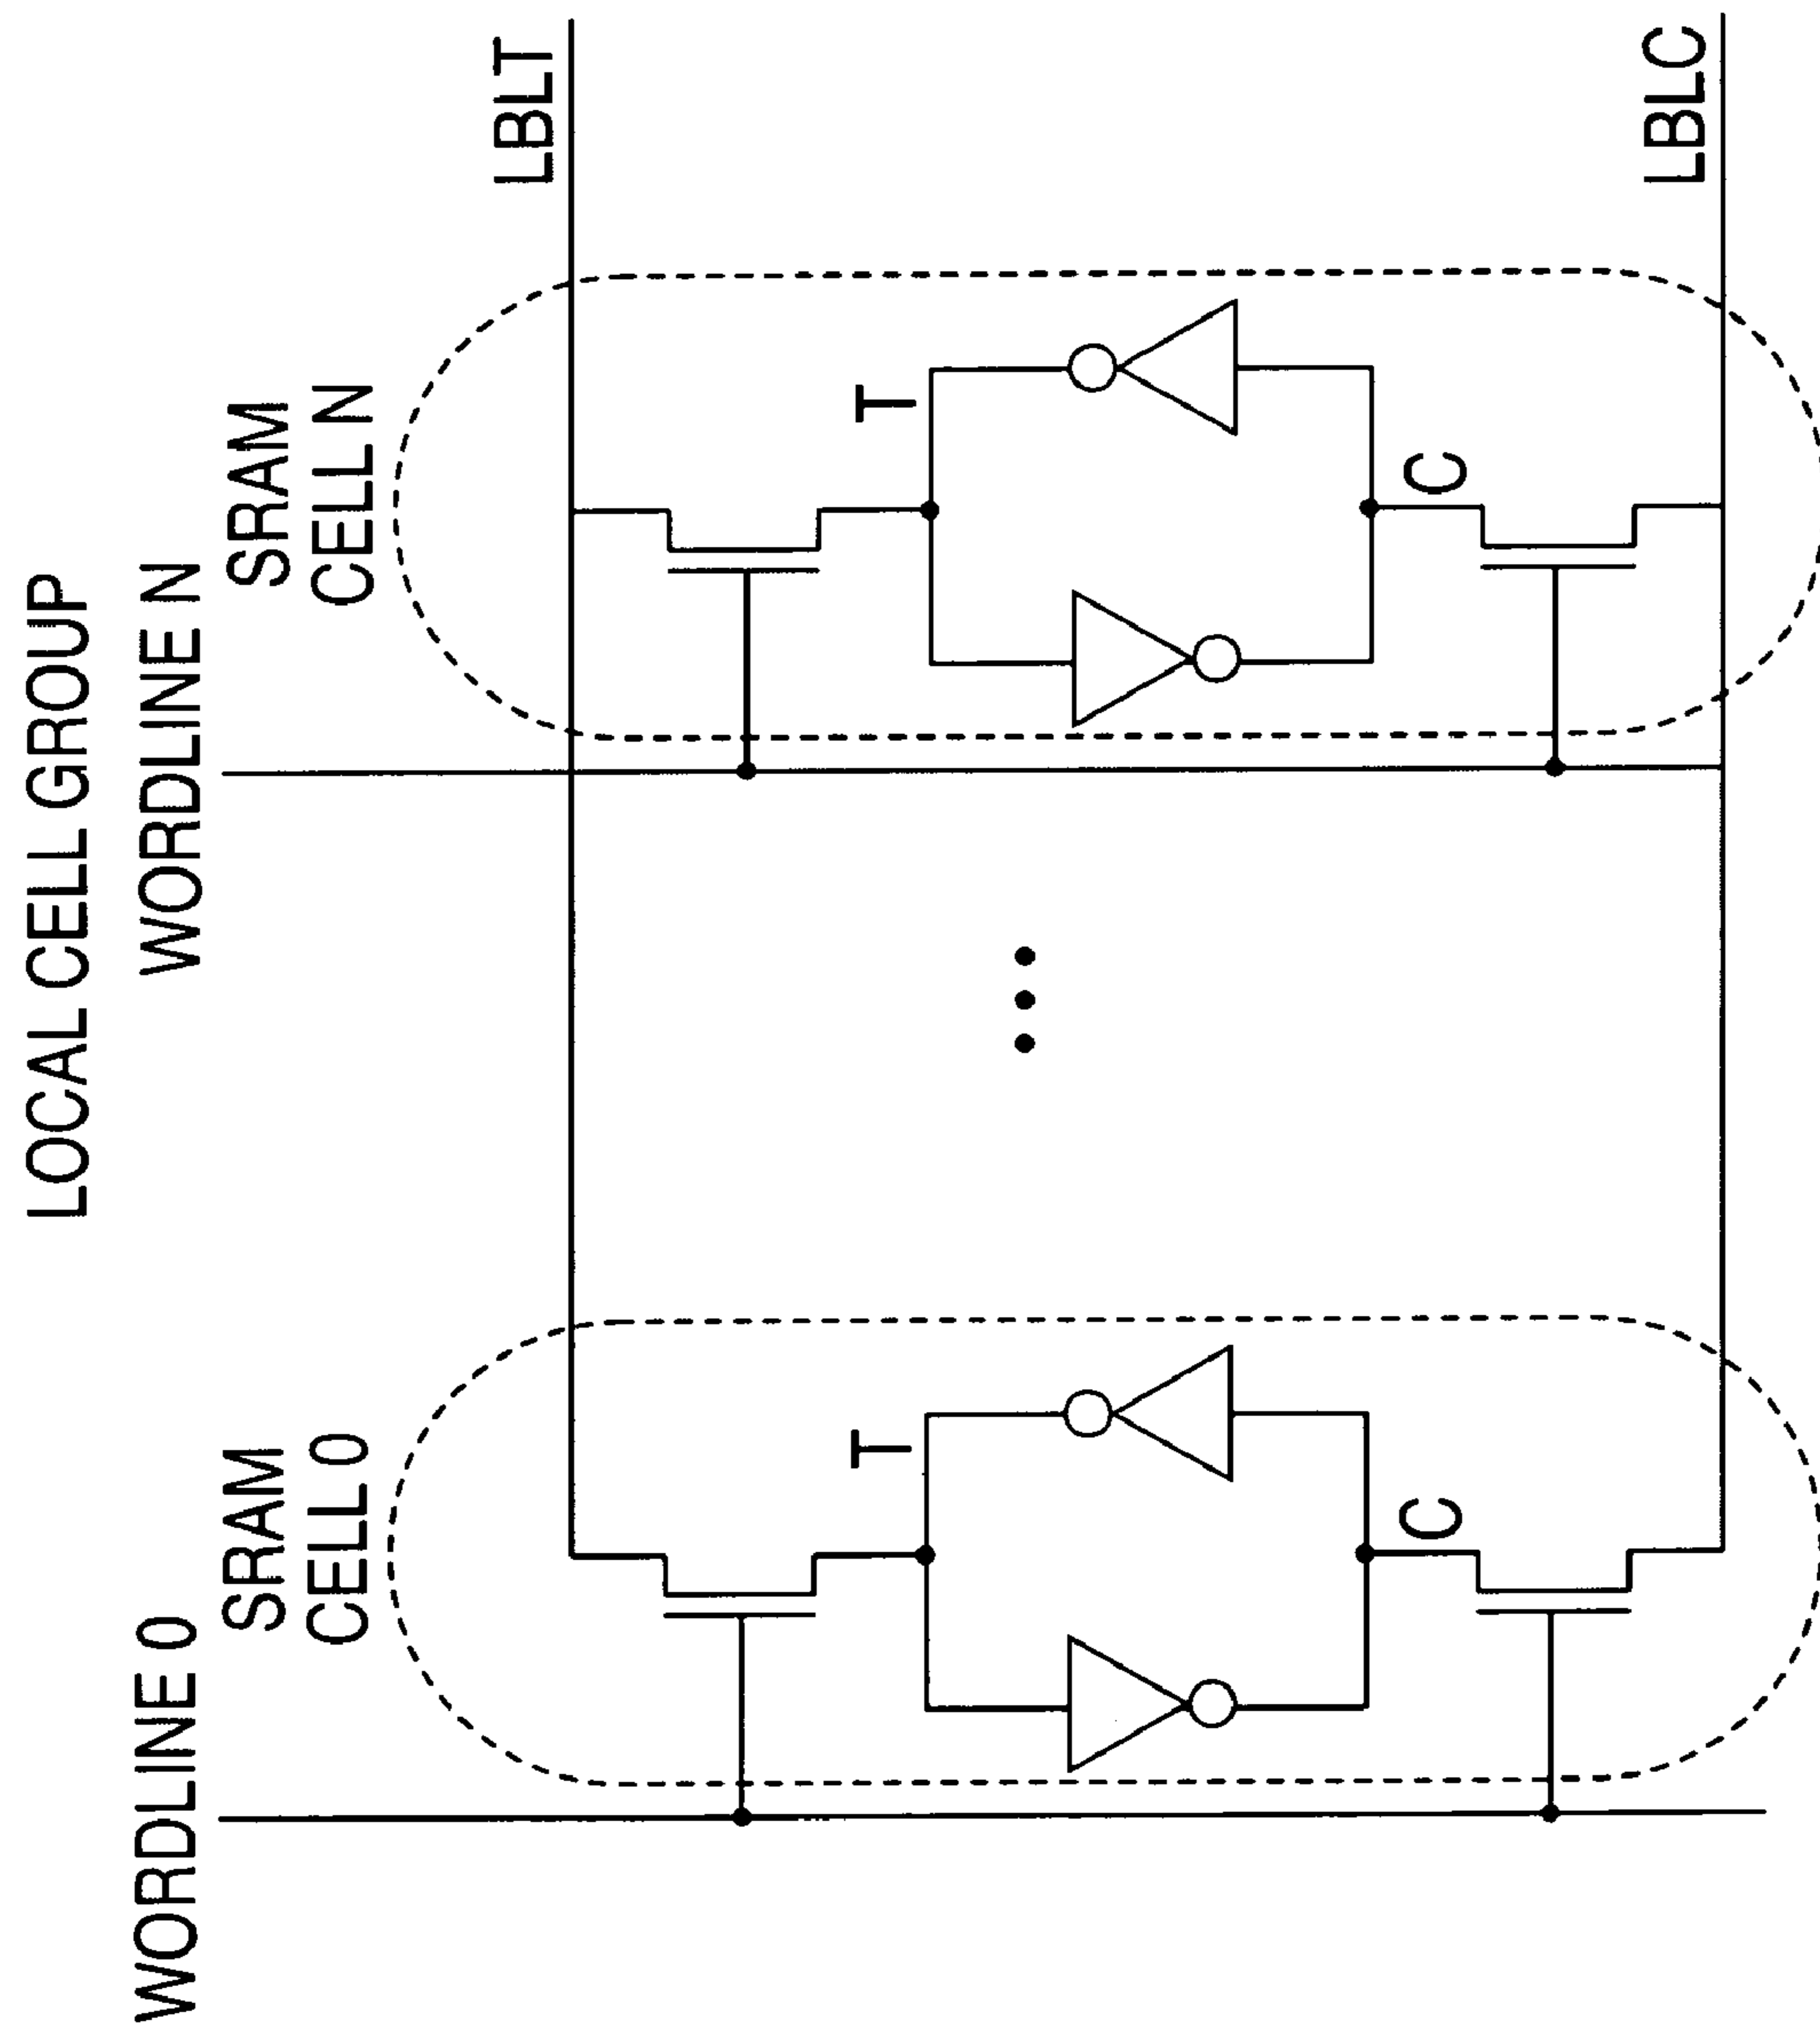 LOCAL CELL GROUP
WORDLINE 0
WORDLINE N
SRAM
CELL 0
SRAM
CELL N
LBLT
T
T
C
C
LBLC